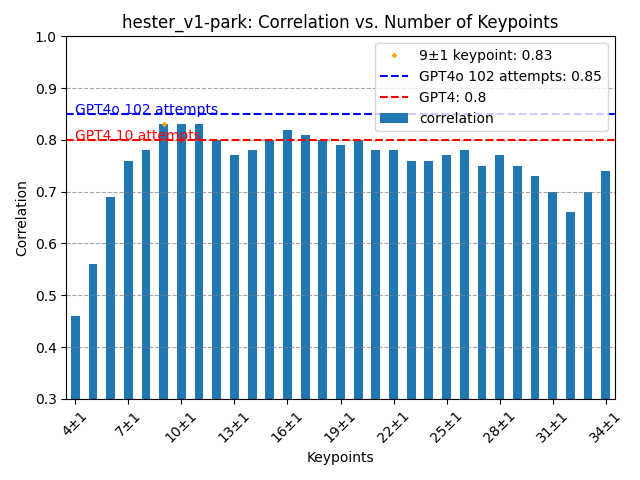 hester_v1-park: Correlation vs. Number of Keypoints
1.0
0.9
0.8
0.7
0.6
0.5
0.4
0.3
Correlation
9±1 keypoint: 0.83
GPT4o 102 attempts: 0.85
GPT4: 0.8
correlation
GPT4o 102 attempts
GPT4 10 attempts
4±1
7±1
10±1
13±1
16±1
19±1
22±1
25±1
28±1
31±1
34±1
Keypoints